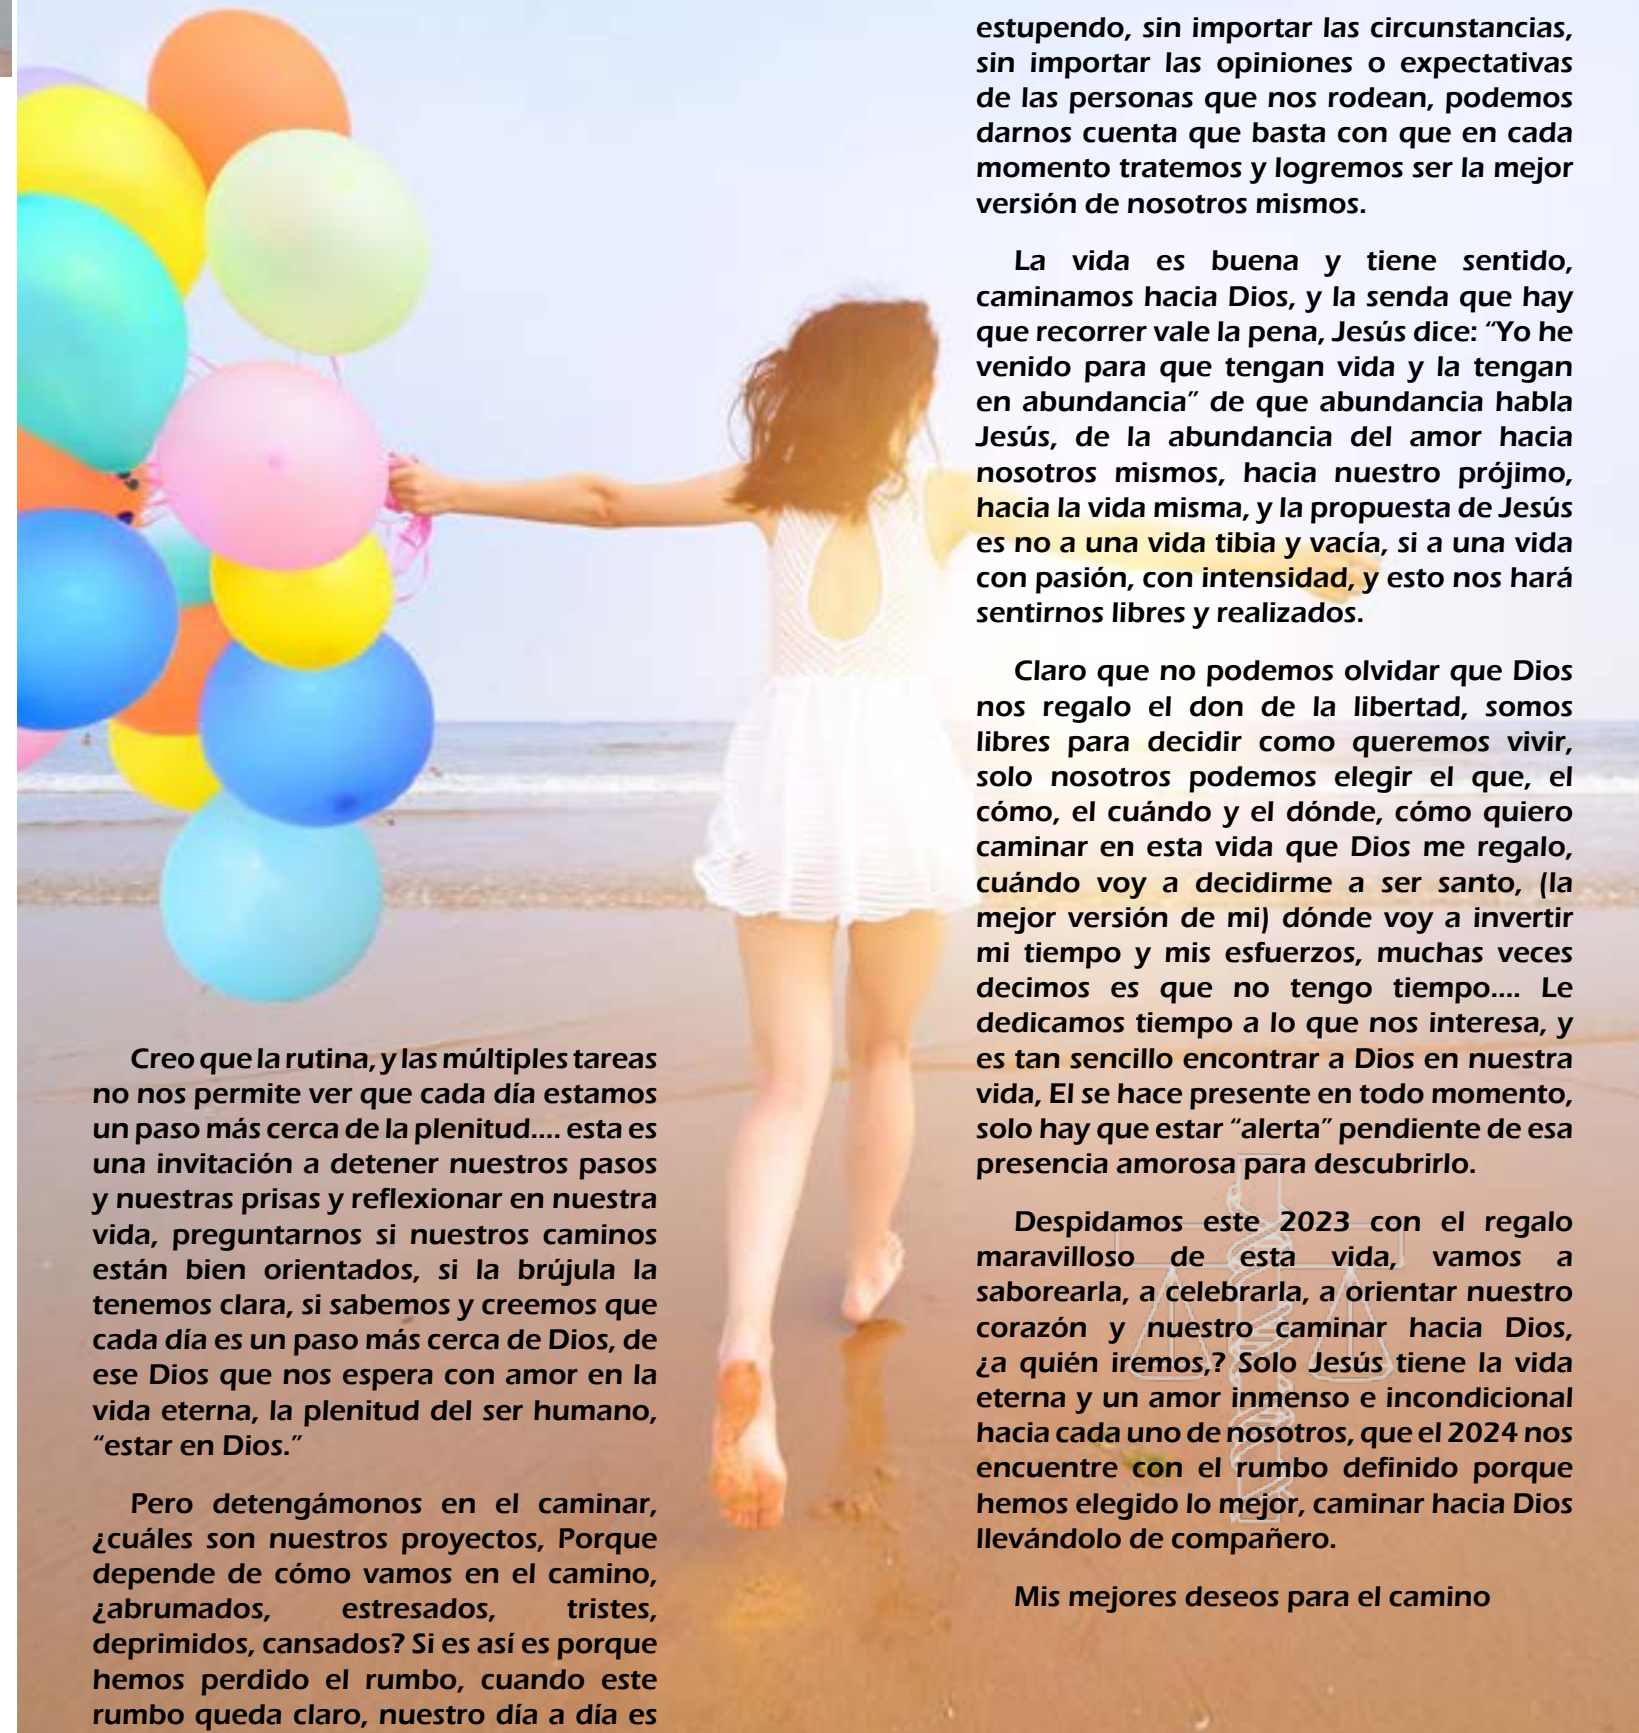 Creo que la rutina, y las múltiples tareas
no nos permite ver que cada día estamos
un paso más cerca de la plenitud.... esta es
una invitación a detener nuestros pasos
y nuestras prisas y reflexionar en nuestra
vida, preguntarnos si nuestros caminos
están bien orientados, si la brújula la
tenemos clara, si sabemos y creemos que
cada día es un paso más cerca de Dios, de
ese Dios que nos espera con amor en la
vida eterna, la plenitud del ser humano,
“estar en Dios.”
Pero detengámonos en el caminar,
¿cuáles son nuestros proyectos, Porque
depende de cómo vamos en el camino,
¿abrumados, estresados, tristes,
deprimidos, cansados? Si es así es porque
hemos perdido el rumbo, cuando este
rumbo queda claro, nuestro día a día es
estupendo, sin importar las circunstancias,
sin importar las opiniones o expectativas
de las personas que nos rodean, podemos
darnos cuenta que basta con que en cada
momento tratemos y logremos ser la mejor
versión de nosotros mismos.
La vida es buena y tiene sentido,
caminamos hacia Dios, y la senda que hay
que recorrer vale la pena, Jesús dice: “Yo he
venido para que tengan vida y la tengan
en abundancia” de que abundancia habla
Jesús, de la abundancia del amor hacia
nosotros mismos, hacia nuestro prójimo,
hacia la vida misma, y la propuesta de Jesús
es no a una vida tibia y vacía, si a una vida
con pasión, con intensidad, y esto nos hará
sentirnos libres y realizados.
Claro que no podemos olvidar que Dios
nos regalo el don de la libertad, somos
libres para decidir como queremos vivir,
solo nosotros podemos elegir el que, el
cómo, el cuándo y el dónde, cómo quiero
caminar en esta vida que Dios me regalo,
cuándo voy a decidirme a ser santo, (la
mejor versión de mi) dónde voy a invertir
mi tiempo y mis esfuerzos, muchas veces
decimos es que no tengo tiempo.... Le
dedicamos tiempo a lo que nos interesa, y
es tan sencillo encontrar a Dios en nuestra
vida, El se hace presente en todo momento,
solo hay que estar “alerta” pendiente de esa
presencia amorosa para descubrirlo.
Despidamos este 2023 con el regalo
maravilloso de esta vida, vamos a
saborearla, a celebrarla, a orientar nuestro
corazón y nuestro caminar hacia Dios,
¿a quién iremos,? Solo Jesús tiene la vida
eterna y un amor inmenso e incondicional
hacia cada uno de nosotros, que el 2024 nos
encuentre con el rumbo definido porque
hemos elegido lo mejor, caminar hacia Dios
llevándolo de compañero.
Mis mejores deseos para el camino